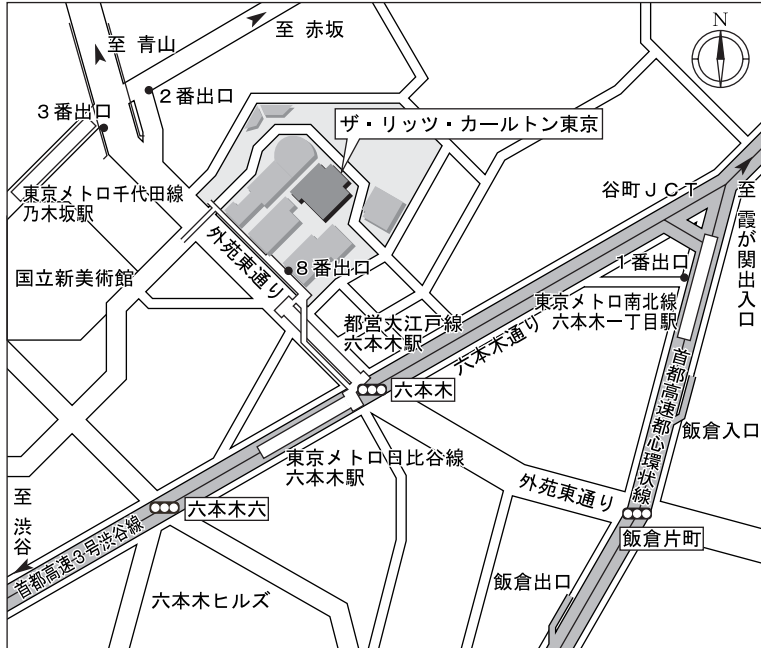 N
至 青山
至 赤坂
2番出口
3番出口
ザ・リッツ・カールトン東京
東京メトロ千代田線
乃木坂駅
谷町JCT
至 霞が関出入口
外苑東通り
8番出口
国立新美術館
1番出口
東京メトロ南北線
六本木一丁目駅
都営大江戸線
六本木駅
六本木通り
首都高速都心環状線
六本木
飯倉入口
東京メトロ日比谷線
六本木駅
外苑東通り
至 渋谷
六本木六
飯倉片町
首都高速3号渋谷線
飯倉出口
六本木ヒルズ